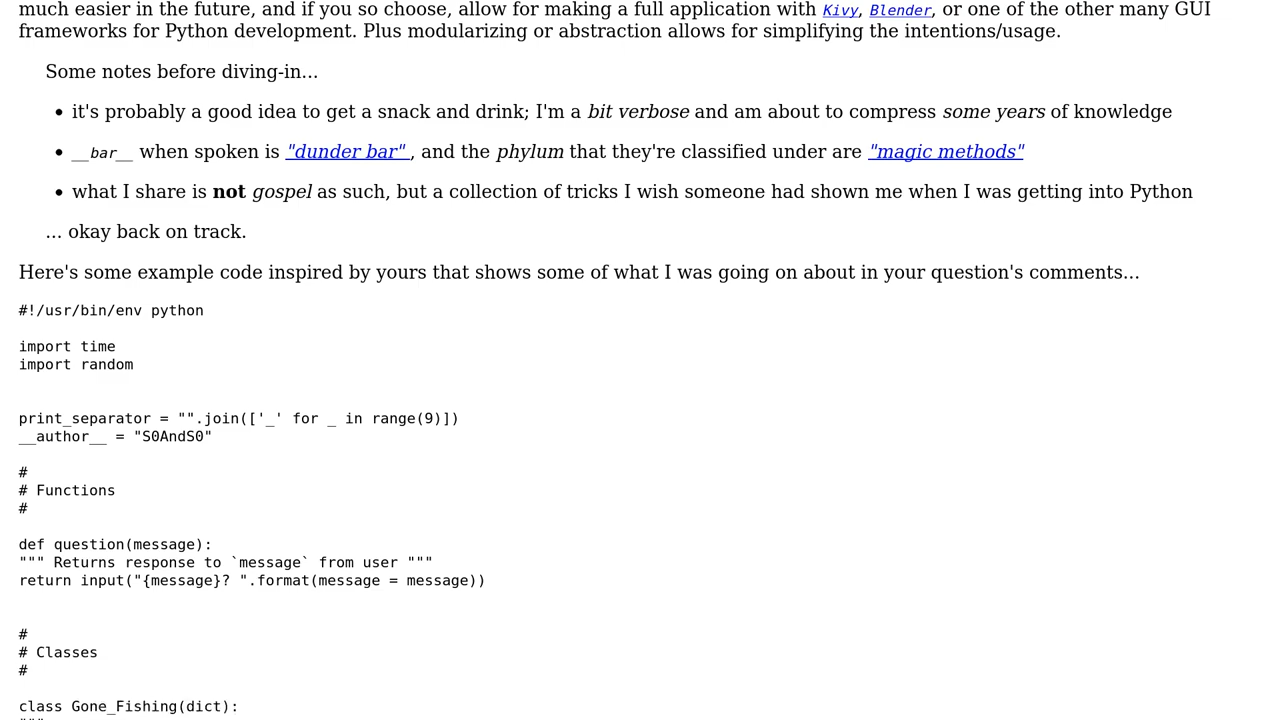 much easier in the future, and if you so choose, allow for making a full application with Kivy, Blender, or one of the other many GUI
frameworks for Python development. Plus modularizing or abstraction allows for simplifying the intentions/usage.
Some notes before diving-in...
• it's probably a good idea to get a snack and drink; I'm a bit verbose and am about to compress some years of knowledge
• __bar__ when spoken is "dunder bar" , and the phylum that they're classified under are "magic methods"
• what I share is not gospel as such, but a collection of tricks I wish someone had shown me when I was getting into Python
... okay back on track.
Here's some example code inspired by yours that shows some of what I was going on about in your question's comments...
#!/usr/bin/env python
import time
import random
print_separator = "".join(['_' for _ in range(9)])
__author__ = "S0AndS0"
#
# Functions
#
def question(message):
""" Returns response to `message` from user """
return input("{message}? ".format(message = message))
#
# Classes
#
class Gone_Fishing(dict):
"""